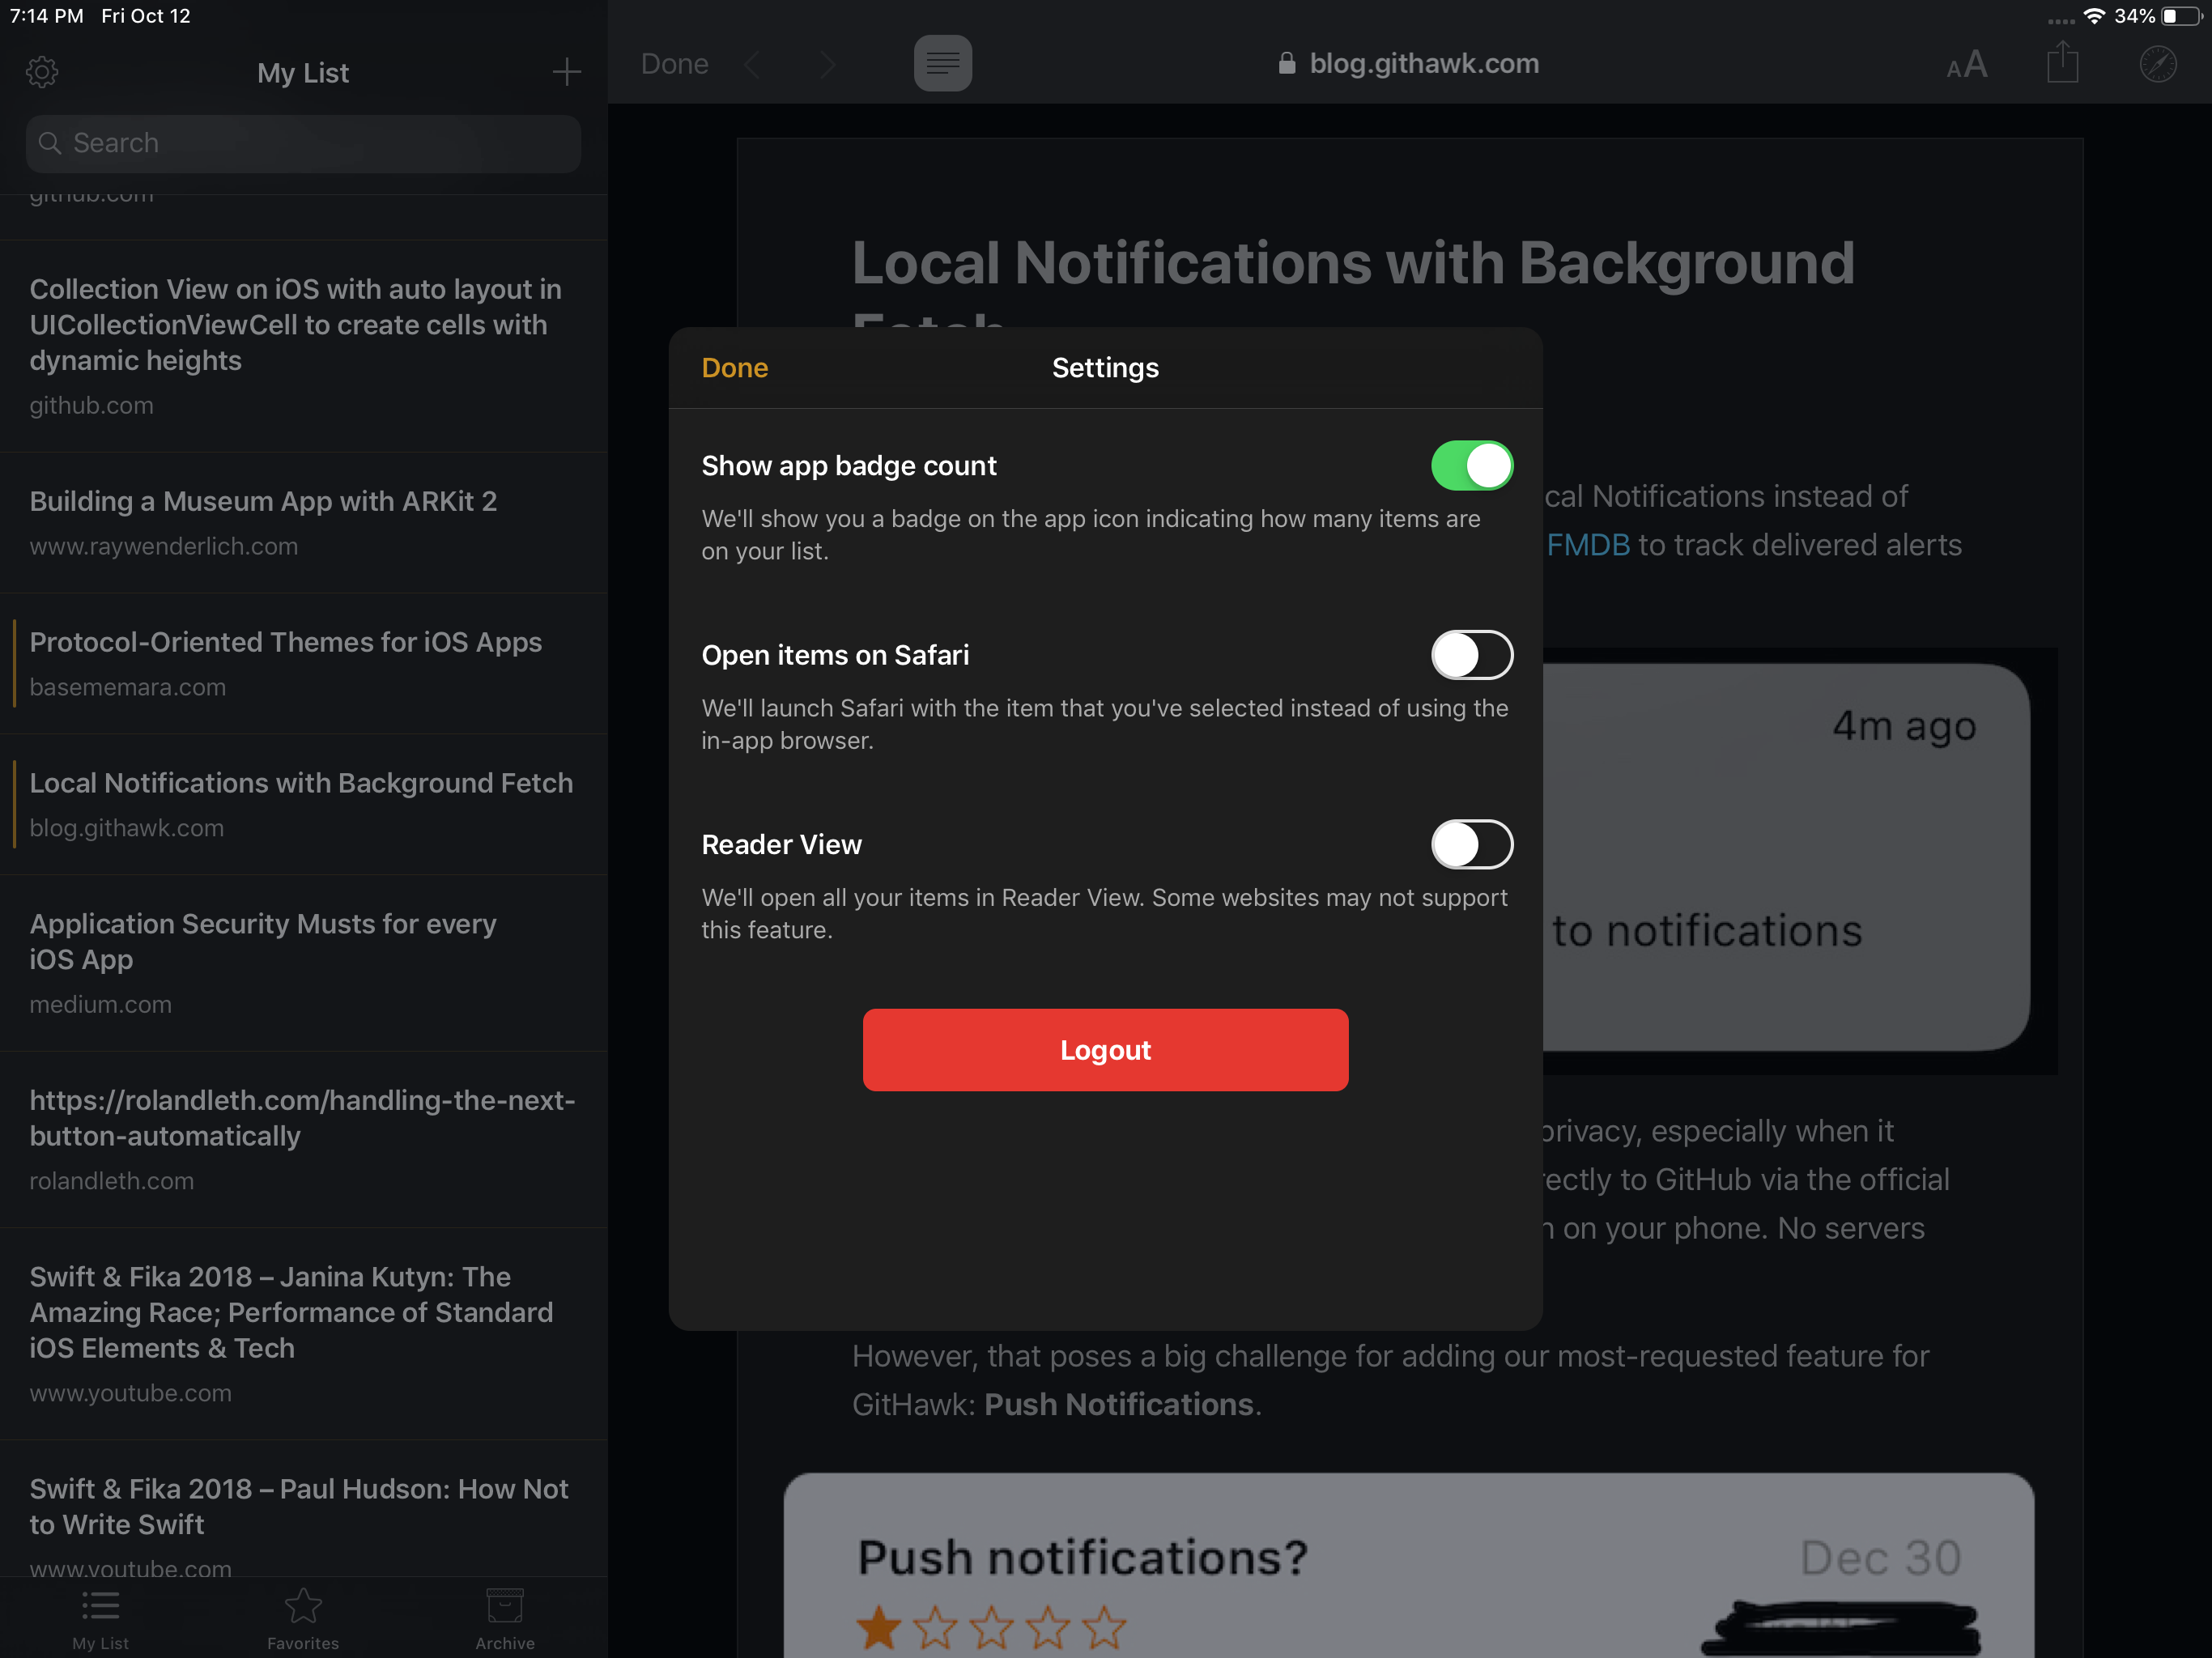 7:14 PM Fri Oct 12
34%
My List
Search
github.com
Collection View on iOS with auto layout in
UICollectionViewCell to create cells with
dynamic heights
github.com
Building a Museum App with ARKit 2
www.raywenderlich.com
Protocol-Oriented Themes for iOS Apps
basememara.com
Local Notifications with Background Fetch
blog.githawk.com
Application Security Musts for every
iOS App
medium.com
https://rolandleth.com/handling-the-next-
button-automatically
rolandleth.com
Swift & Fika 2018 – Janina Kutyn: The
Amazing Race; Performance of Standard
iOS Elements & Tech
www.youtube.com
Swift & Fika 2018 – Paul Hudson: How Not
to Write Swift
www.youtube.com
My List
Favorites
Archive
Done
blog.githawk.com
AA
Local Notifications with Background
Fetch
cal Notifications instead of
FMDB to track delivered alerts
4m ago
to notifications
privacy, especially when it
rectly to GitHub via the official
n on your phone. No servers
However, that poses a big challenge for adding our most-requested feature for
GitHawk: Push Notifications.
Push notifications?
Dec 30
Done
Settings
Show app badge count
We'll show you a badge on the app icon indicating how many items are
on your list.
Open items on Safari
We'll launch Safari with the item that you've selected instead of using the
in-app browser.
Reader View
We'll open all your items in Reader View. Some websites may not support
this feature.
Logout